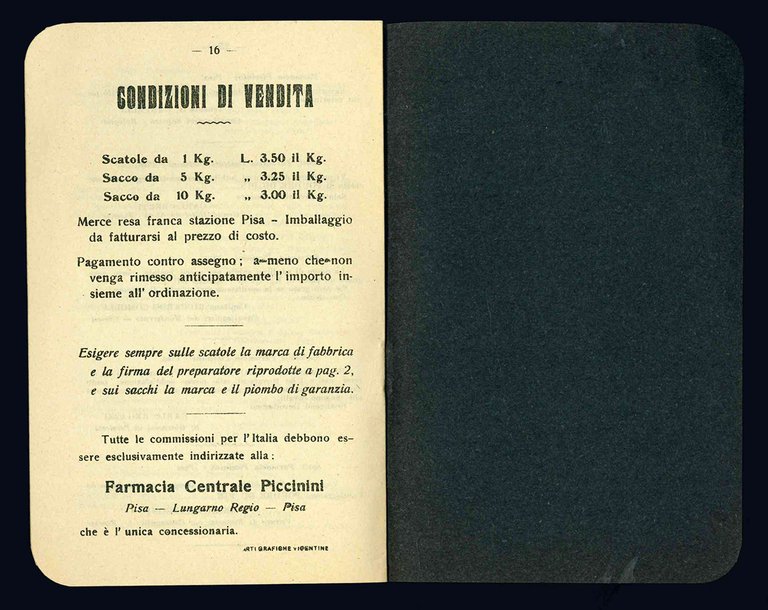 — 16 —
CONDIZIONI DI VENDITA
Scatole da 1 Kg. L. 3.50 il Kg.
Sacco da 5 Kg. „ 3.25 il Kg.
Sacco da 10 Kg. „ 3.00 il Kg.
Merce resa franca stazione Pisa - Imballaggio
da fatturarsi al prezzo di costo.
Pagamento contro assegno; a meno che non
venga rimesso anticipatamente l'importo in-
sieme all'ordinazione.
Esigere sempre sulle scatole la marca di fabbrica
e la firma del preparatore riprodotte a pag. 2,
e sui sacchi la marca e il piombo di garanzia.
Tutte le commissioni per l'Italia debbono es-
sere esclusivamente indirizzate alla:
Farmacia Centrale Piccinini
Pisa — Lungarno Regio — Pisa
che è l'unica concessionaria.
ARTI GRAFICHE VICENTINE